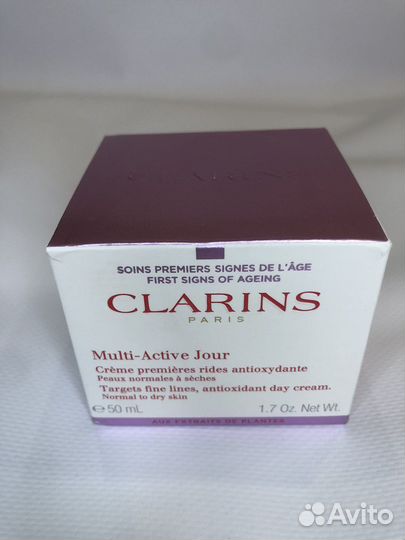 CLARINS
SOINS PREMIERS SIGNES DE L'ÂGE
FIRST SIGNS OF AGEING
CLARINS
PARIS
Multi-Active Jour
Crème premières rides antioxydante
Peaux normales à sèches
Targets fine lines, antioxidant day cream.
Normal to dry skin
℮50 mL 1.7 Oz. Net Wt.
AUX EXTRAITS DE PLANTES
Avito